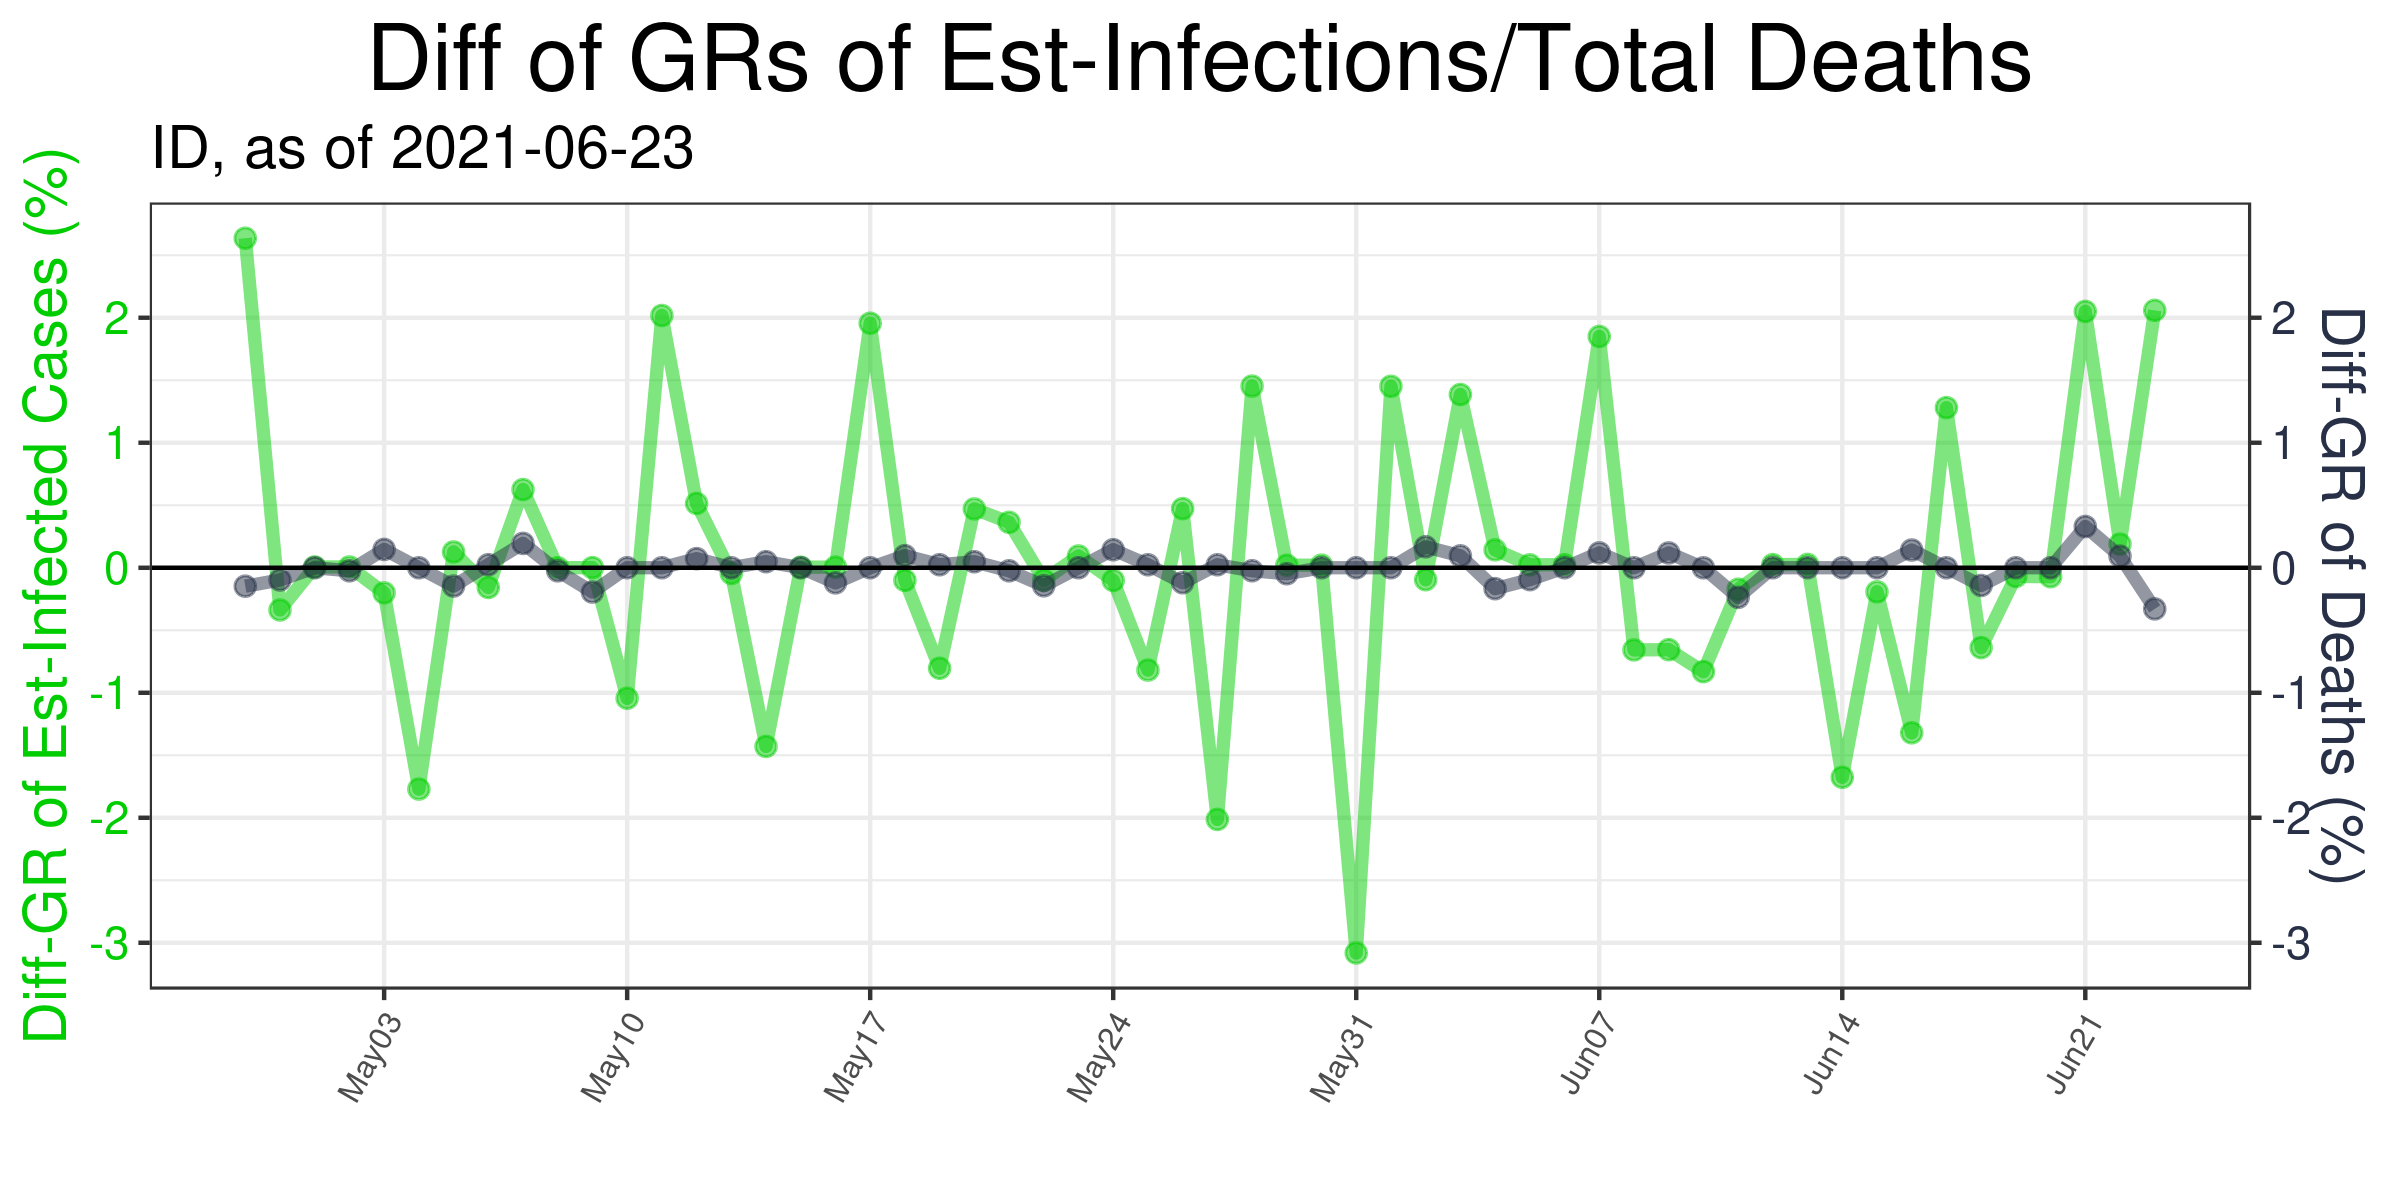 Diff of GRs of Est-Infections/Total Deaths
ID, as of 2021-06-23
Diff-GR of Est-Infected Cases (%)
2
1
0
-1
-2
-3
2
1
0
-1
-2
-3
Diff-GR of Deaths (%)
May03
May10
May17
May24
May31
Jun07
Jun14
Jun21